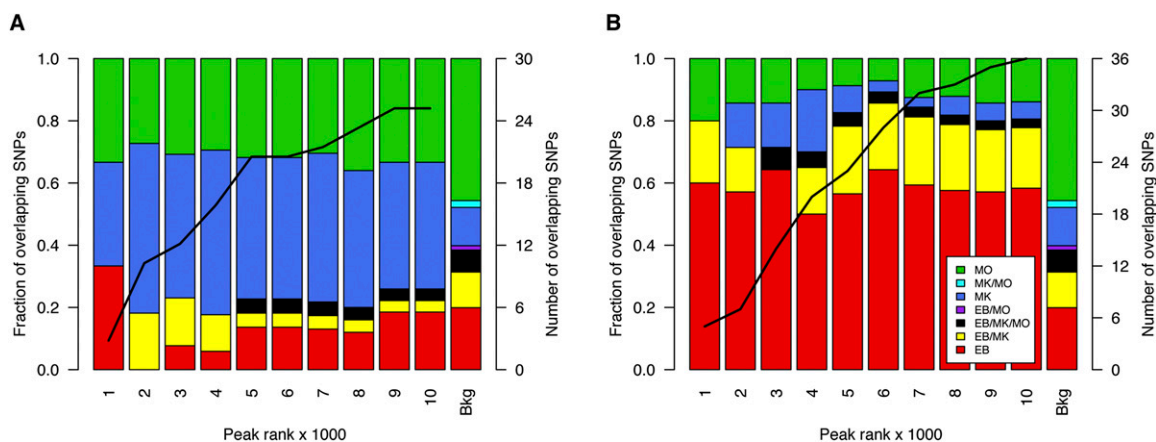 A
Fraction of overlapping SNPs
1.0
0.8
0.6
0.4
0.2
0.0
30
24
18
12
6
0
Number of overlapping SNPs
1 2 3 4 5 6 7 8 9 10 Bkg
Peak rank x 1000
B
Fraction of overlapping SNPs
1.0
0.8
0.6
0.4
0.2
0.0
36
30
24
18
12
6
0
Number of overlapping SNPs
MO
MK/MO
MK
EB/MO
EB/MK/MO
EB/MK
EB
1 2 3 4 5 6 7 8 9 10 Bkg
Peak rank x 1000